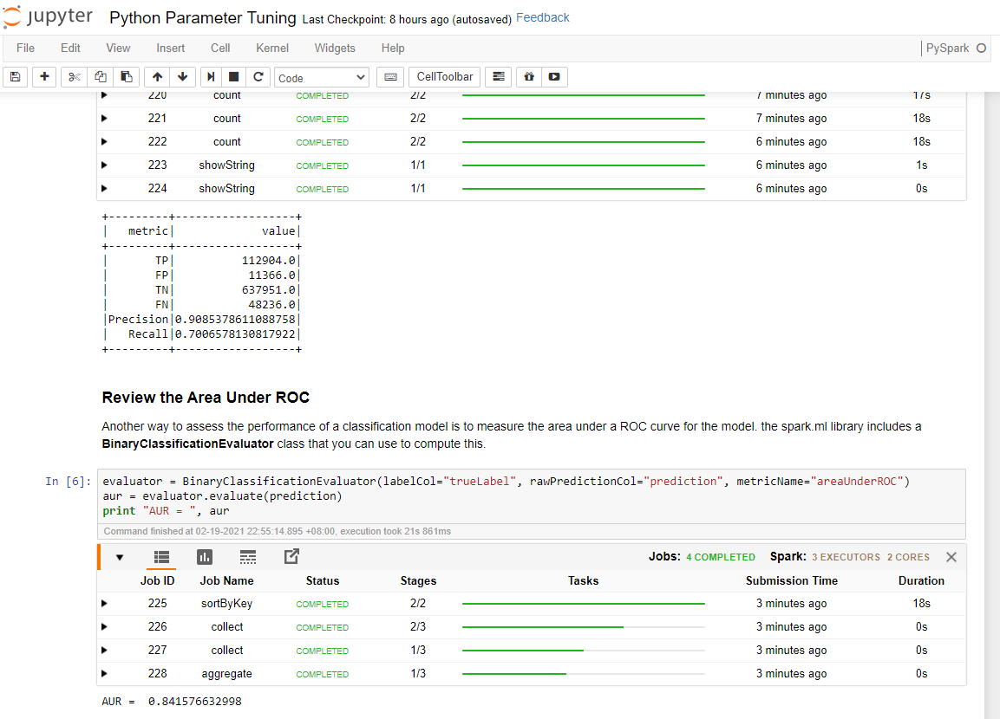 jupyter Python Parameter Tuning Last Checkpoint: 8 hours ago (autosaved) Feedback
File Edit View Insert Cell Kernel Widgets Help PySpark
Code CellToolbar
220 count COMPLETED 2/2 7 minutes ago 17s
221 count COMPLETED 2/2 7 minutes ago 18s
222 count COMPLETED 2/2 6 minutes ago 18s
223 showString COMPLETED 1/1 6 minutes ago 1s
224 showString COMPLETED 1/1 6 minutes ago 0s
+---------+------------------+
|   metric|             value|
+---------+------------------+
|       TP|          112904.0|
|       FP|           11366.0|
|       TN|          637951.0|
|       FN|           48236.0|
|Precision|0.9085378611088758|
|   Recall|0.7006578130817922|
+---------+------------------+
Review the Area Under ROC
Another way to assess the performance of a classification model is to measure the area under a ROC curve for the model. the spark.ml library includes a
BinaryClassificationEvaluator class that you can use to compute this.
In [6]: evaluator = BinaryClassificationEvaluator(labelCol="trueLabel", rawPredictionCol="prediction", metricName="areaUnderROC")
aur = evaluator.evaluate(prediction)
print "AUR = ", aur
Command finished at 02-19-2021 22:55:14.895 +08:00, execution took 21s 861ms
Jobs: 4 COMPLETED Spark: 3 EXECUTORS 2 CORES
Job ID Job Name Status Stages Tasks Submission Time Duration
225 sortByKey COMPLETED 2/2 3 minutes ago 18s
226 collect COMPLETED 2/3 3 minutes ago 0s
227 collect COMPLETED 1/3 3 minutes ago 0s
228 aggregate COMPLETED 1/3 3 minutes ago 0s
AUR =  0.841576632998